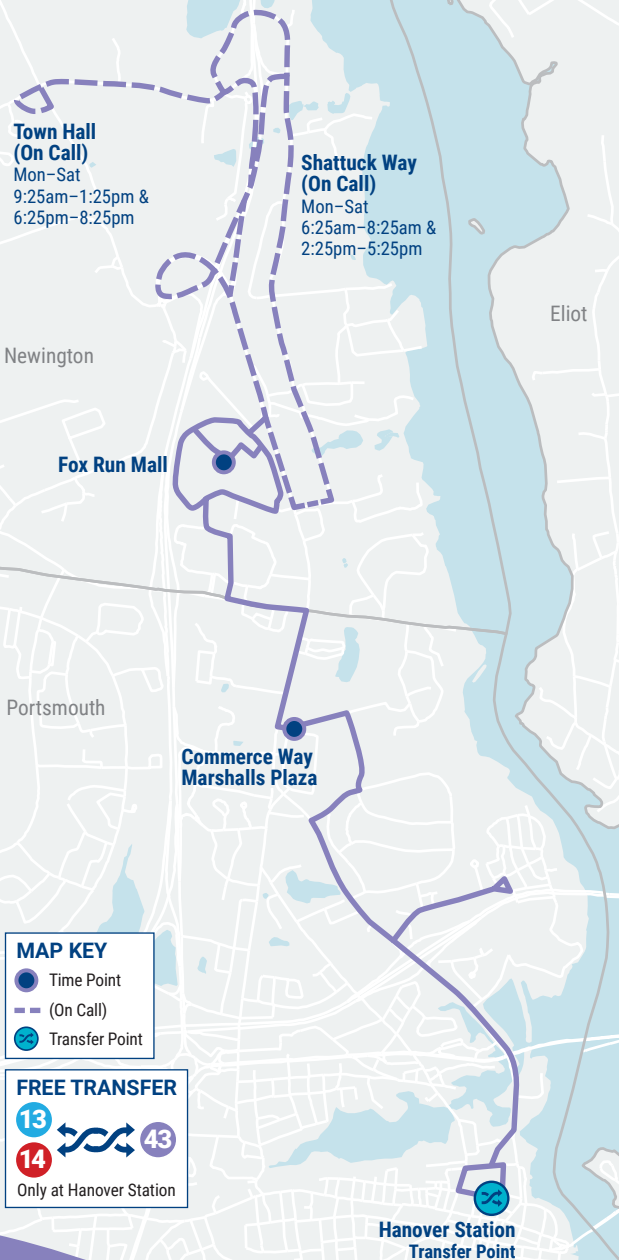 Town Hall
(On Call)
Mon–Sat
9:25am–1:25pm &
6:25pm–8:25pm
Shattuck Way
(On Call)
Mon–Sat
6:25am–8:25am &
2:25pm–5:25pm
Eliot
Newington
Fox Run Mall
Portsmouth
Commerce Way
Marshalls Plaza
MAP KEY
Time Point
(On Call)
Transfer Point
FREE TRANSFER
13
43
14
Only at Hanover Station
Hanover Station
Transfer Point